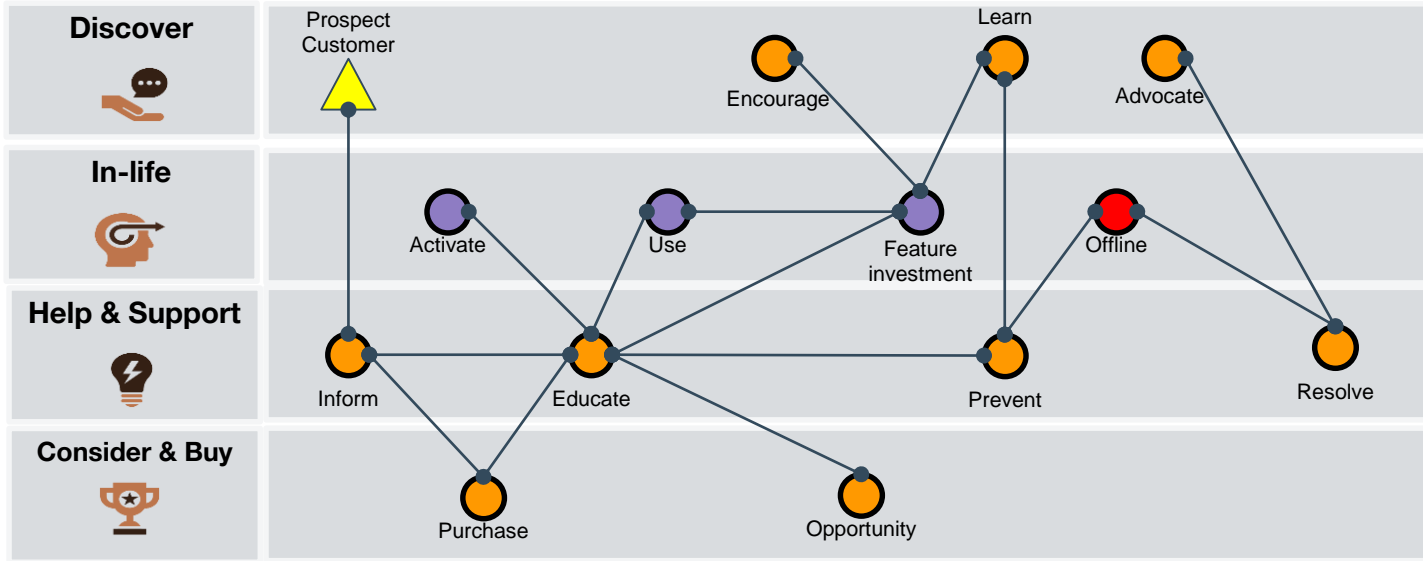 Discover
Prospect
Customer
Encourage
Learn
Advocate
In-life
Activate
Use
Feature
investment
Offline
Help & Support
Inform
Educate
Prevent
Resolve
Consider & Buy
Purchase
Opportunity